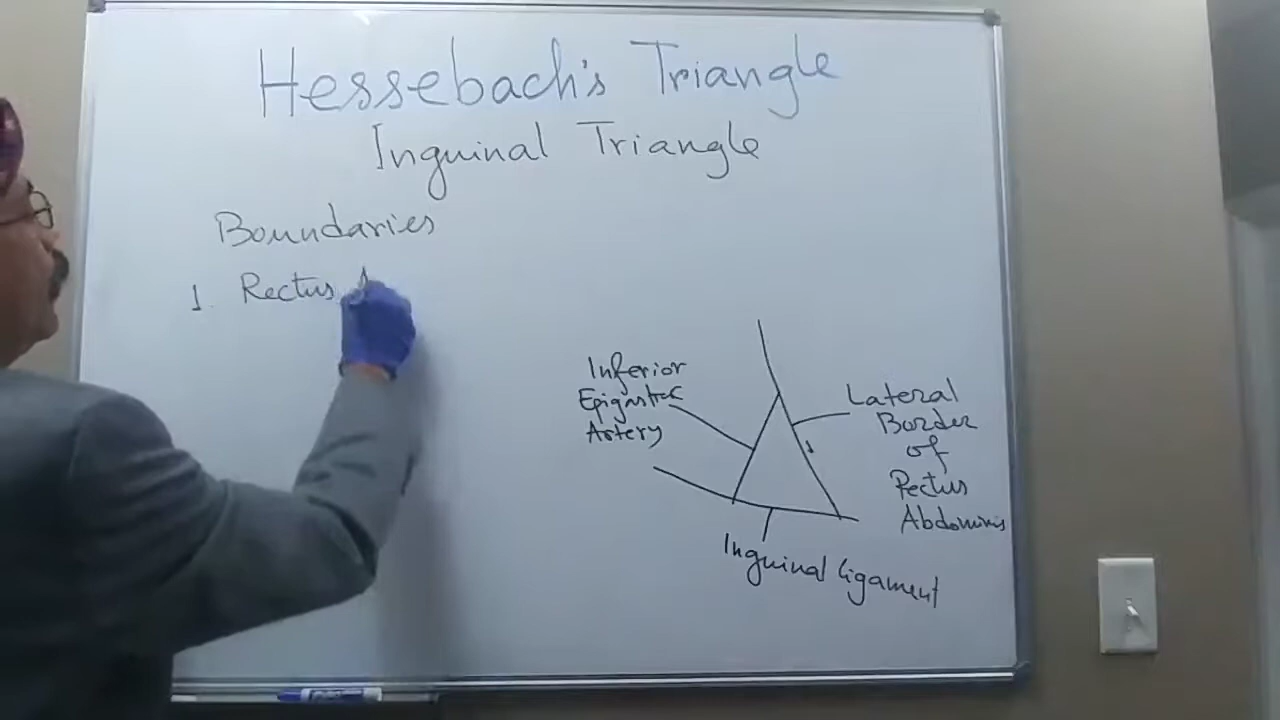 Hessebach's Triangle
Inguinal Triangle
Boundaries
1. Rectus A
Inferior
Epigastric
Artery
Lateral
Border
of
Rectus
Abdominis
Inguinal ligament